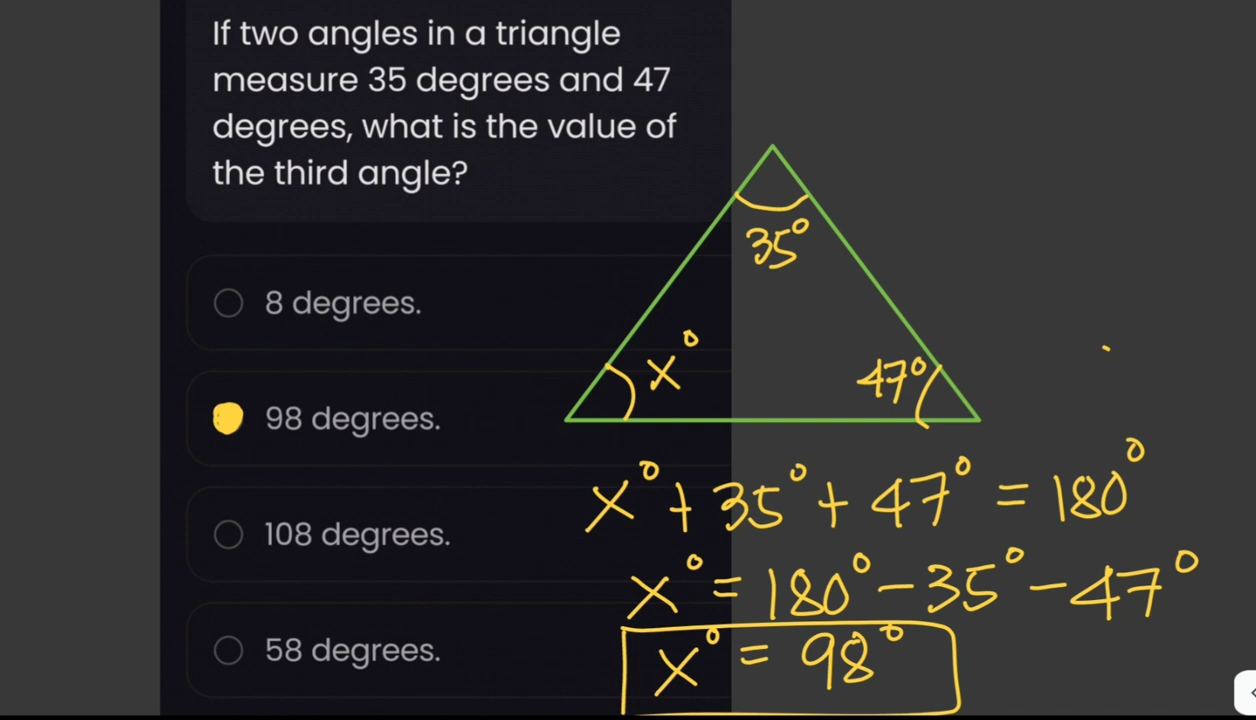 If two angles in a triangle
measure 35 degrees and 47
degrees, what is the value of
the third angle?
35°
8 degrees.
x°
47°
98 degrees.
x° + 35° + 47° = 180°
108 degrees.
x° = 180° - 35° - 47°
58 degrees.
x° = 98°